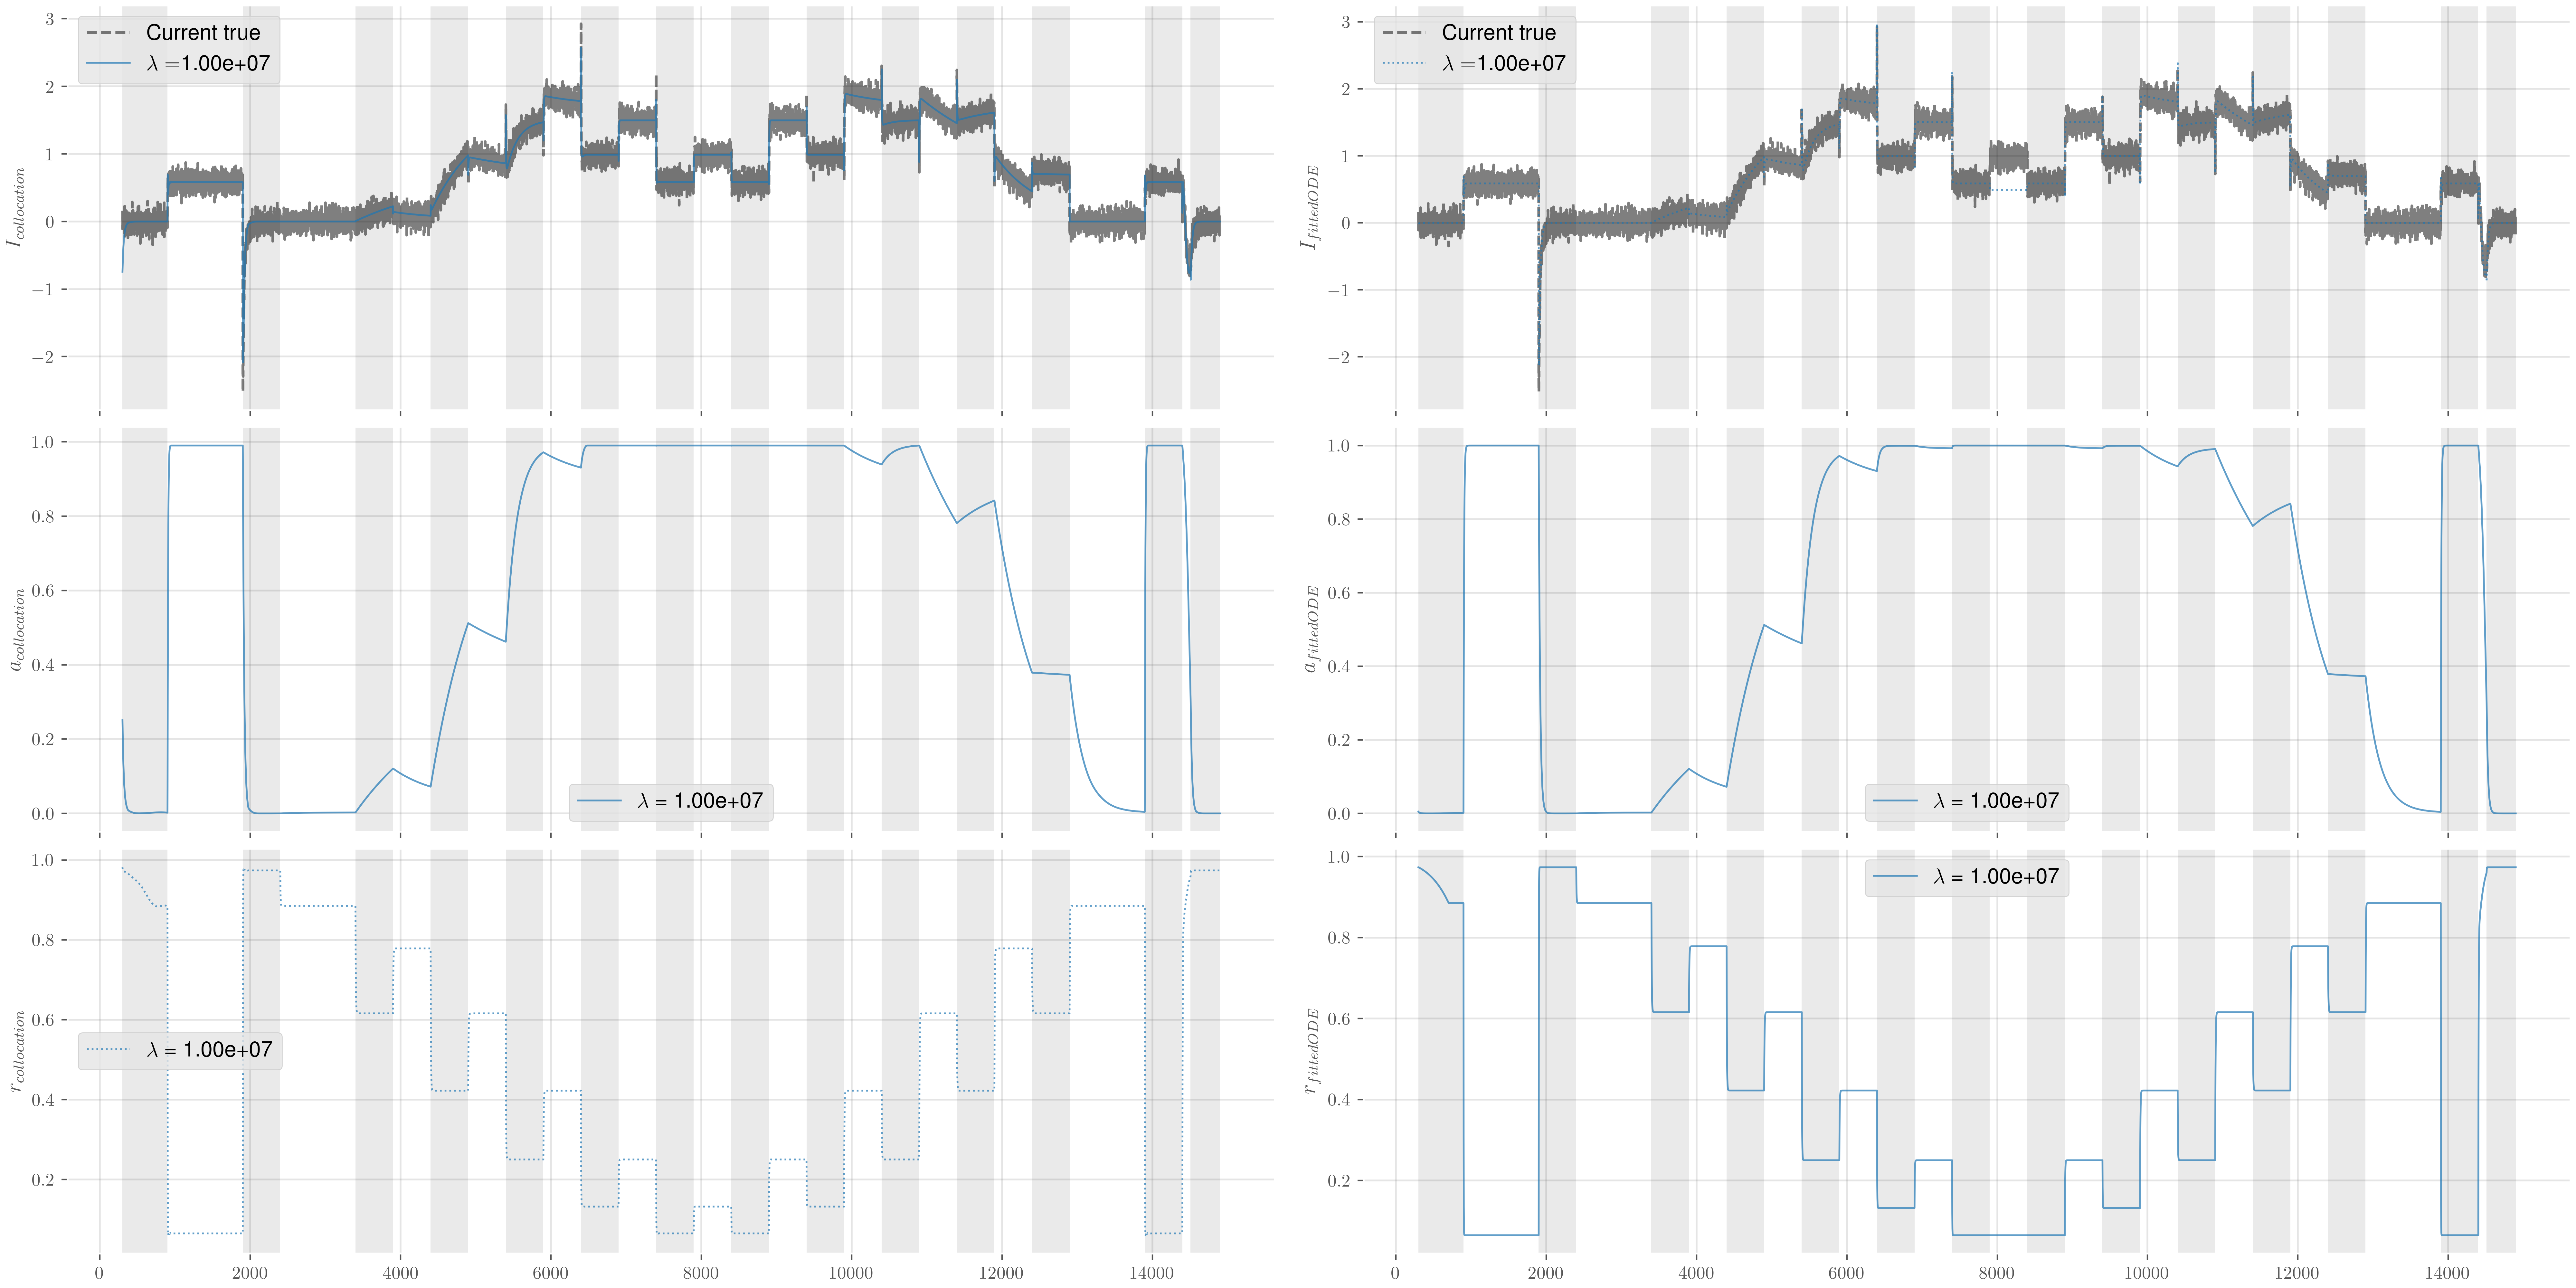 Current true
λ =1.00e+07
3
2
1
0
−1
−2
I_collocation
Current true
λ =1.00e+07
3
2
1
0
−1
−2
I_fittedODE
1.0
0.8
0.6
0.4
0.2
0.0
a_collocation
λ = 1.00e+07
1.0
0.8
0.6
0.4
0.2
0.0
a_fittedODE
λ = 1.00e+07
1.0
0.8
0.6
0.4
0.2
r_collocation
λ = 1.00e+07
0 2000 4000 6000 8000 10000 12000 14000
1.0
0.8
0.6
0.4
0.2
r_fittedODE
λ = 1.00e+07
0 2000 4000 6000 8000 10000 12000 14000